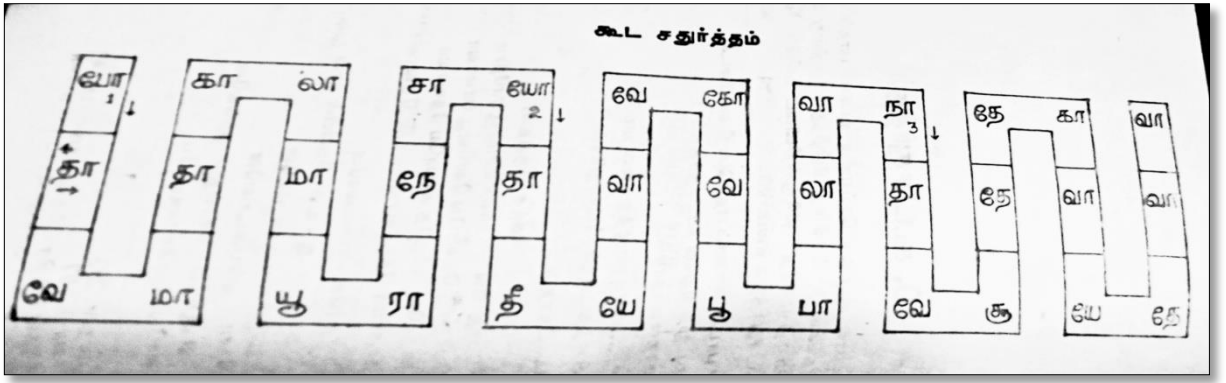 கூட சதுர்த்தம்
போ கா லா சா யோ வே கோ வா நா தே கா வா
1 2 3
தா தா மா நே தா வா வே லா தா தே வா வா
வே மா யூ ரா தீ யே பூ பா வே சூ யே தே